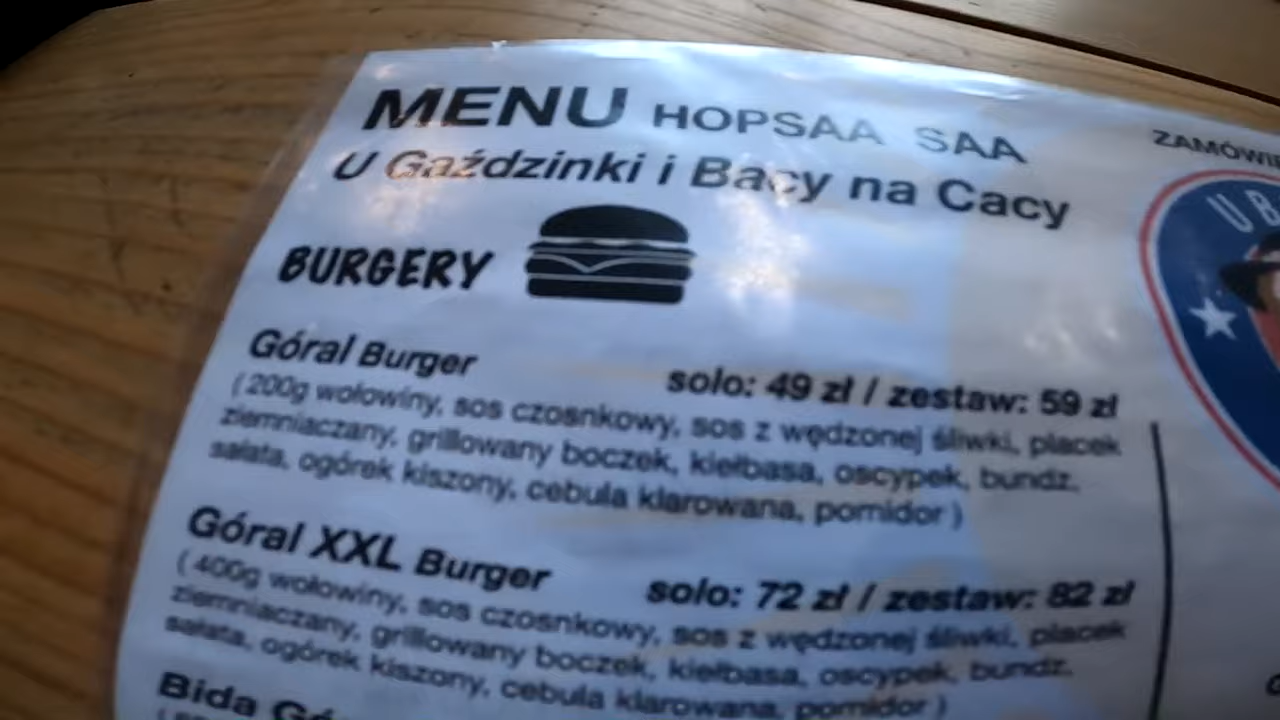 MENU HOPSAA SAA
U Gaździnki i Bacy na Cacy
BURGERY
Góral Burger
solo: 49 zł / zestaw: 59 zł
( 200g wołowiny, sos czosnkowy, sos z wędzonej śliwki, placek
ziemniaczany, grillowany boczek, kiełbasa, oscypek, bundz,
sałata, ogórek kiszony, cebula klarowana, pomidor )
Góral XXL Burger
solo: 72 zł / zestaw: 82 zł
( 400g wołowiny, sos czosnkowy, sos z wędzonej śliwki, placek
ziemniaczany, grillowany boczek, kiełbasa, oscypek, bundz,
sałata, ogórek kiszony, cebula klarowana, pomidor )
Bida
U B